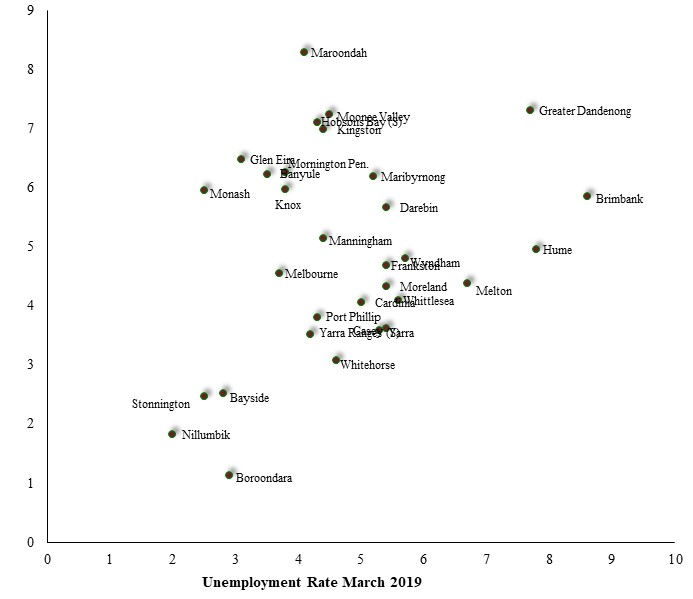 9
Maroondah
8
Moonee Valley
Greater Dandenong
Hobsons Bay (S)
7
Kingston
Glen Eira
Mornington Pen.
Banyule
Maribyrnong
6
Monash
Brimbank
Knox
Darebin
Manningham
5
Hume
Wyndham
Frankston
Melbourne
Moreland
Melton
Cardinia
Whittlesea
4
Port Phillip
Yarra Ranges (S)
Casey
Yarra
3
Whitehorse
Bayside
Stonnington
2
Nillumbik
1
Boroondara
0
0 1 2 3 4 5 6 7 8 9 10
Unemployment Rate March 2019